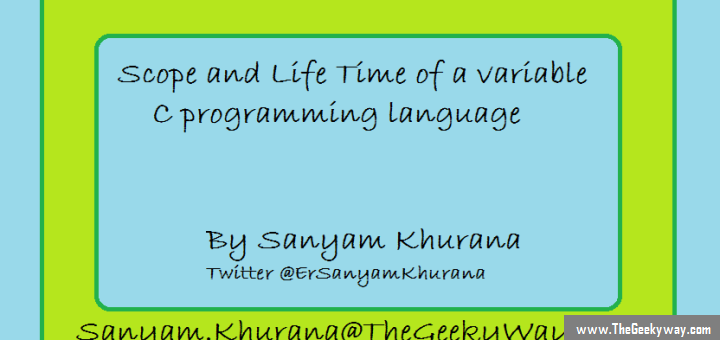 Scope and Life Time of a variable
C programming language
By Sanyam Khurana
Twitter @ErSanyamKhurana
Sanyam.Khurana@TheGeekyWay
www.TheGeekyway.com